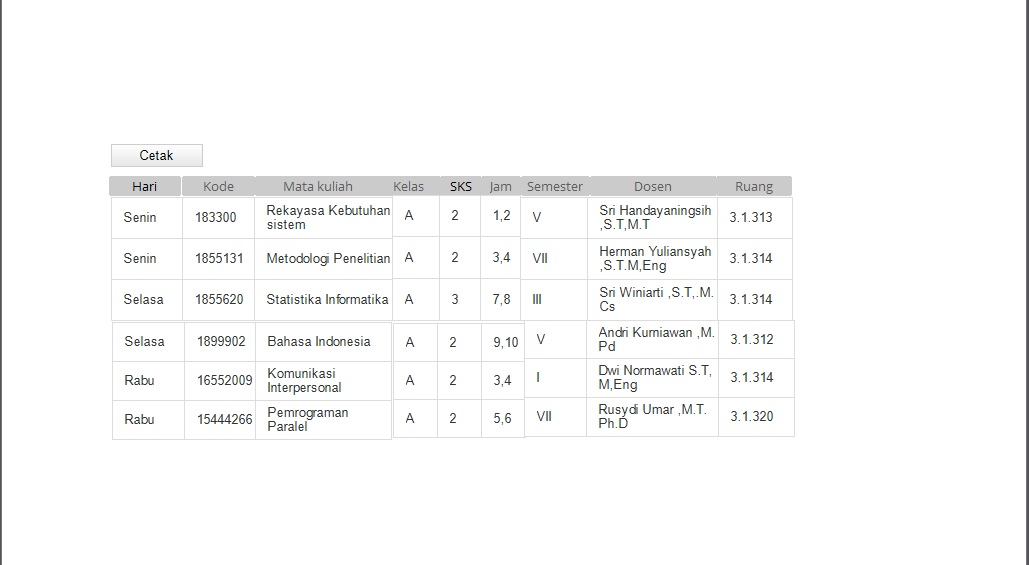 Cetak
Hari Kode Mata kuliah Kelas SKS Jam Semester Dosen Ruang
Senin 183300 Rekayasa Kebutuhan sistem A 2 1,2 V Sri Handayaningsih ,S.T,M.T 3.1.313
Senin 1855131 Metodologi Penelitian A 2 3,4 VII Herman Yuliansyah ,S.T.M,Eng 3.1.314
Selasa 1855620 Statistika Informatika A 3 7,8 III Sri Winiarti ,S.T,.M. Cs 3.1.314
Selasa 1899902 Bahasa Indonesia A 2 9,10 V Andri Kurniawan ,M. Pd 3.1.312
Rabu 16552009 Komunikasi Interpersonal A 2 3,4 I Dwi Normawati S.T, M,Eng 3.1.314
Rabu 15444266 Pemrograman Paralel A 2 5,6 VII Rusydi Umar ,M.T. Ph.D 3.1.320